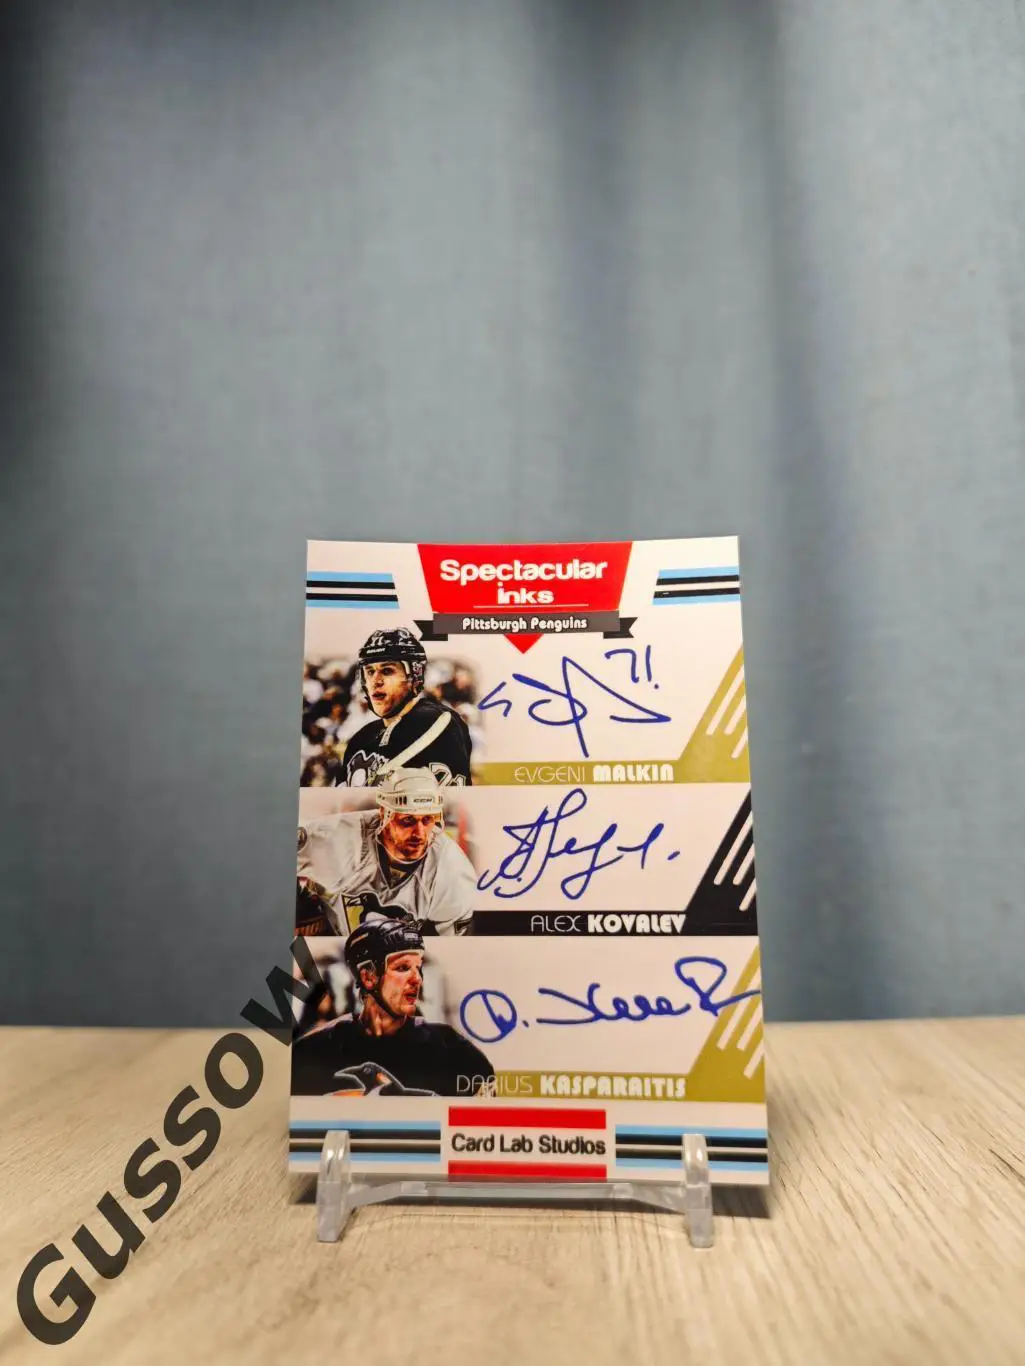 Spectacular
inks
Pittsburgh Penguins
71
EVGENI MALKIN
ALEX KOVALEV
DARIUS KASPARAITIS
Card Lab Studios
Gussow